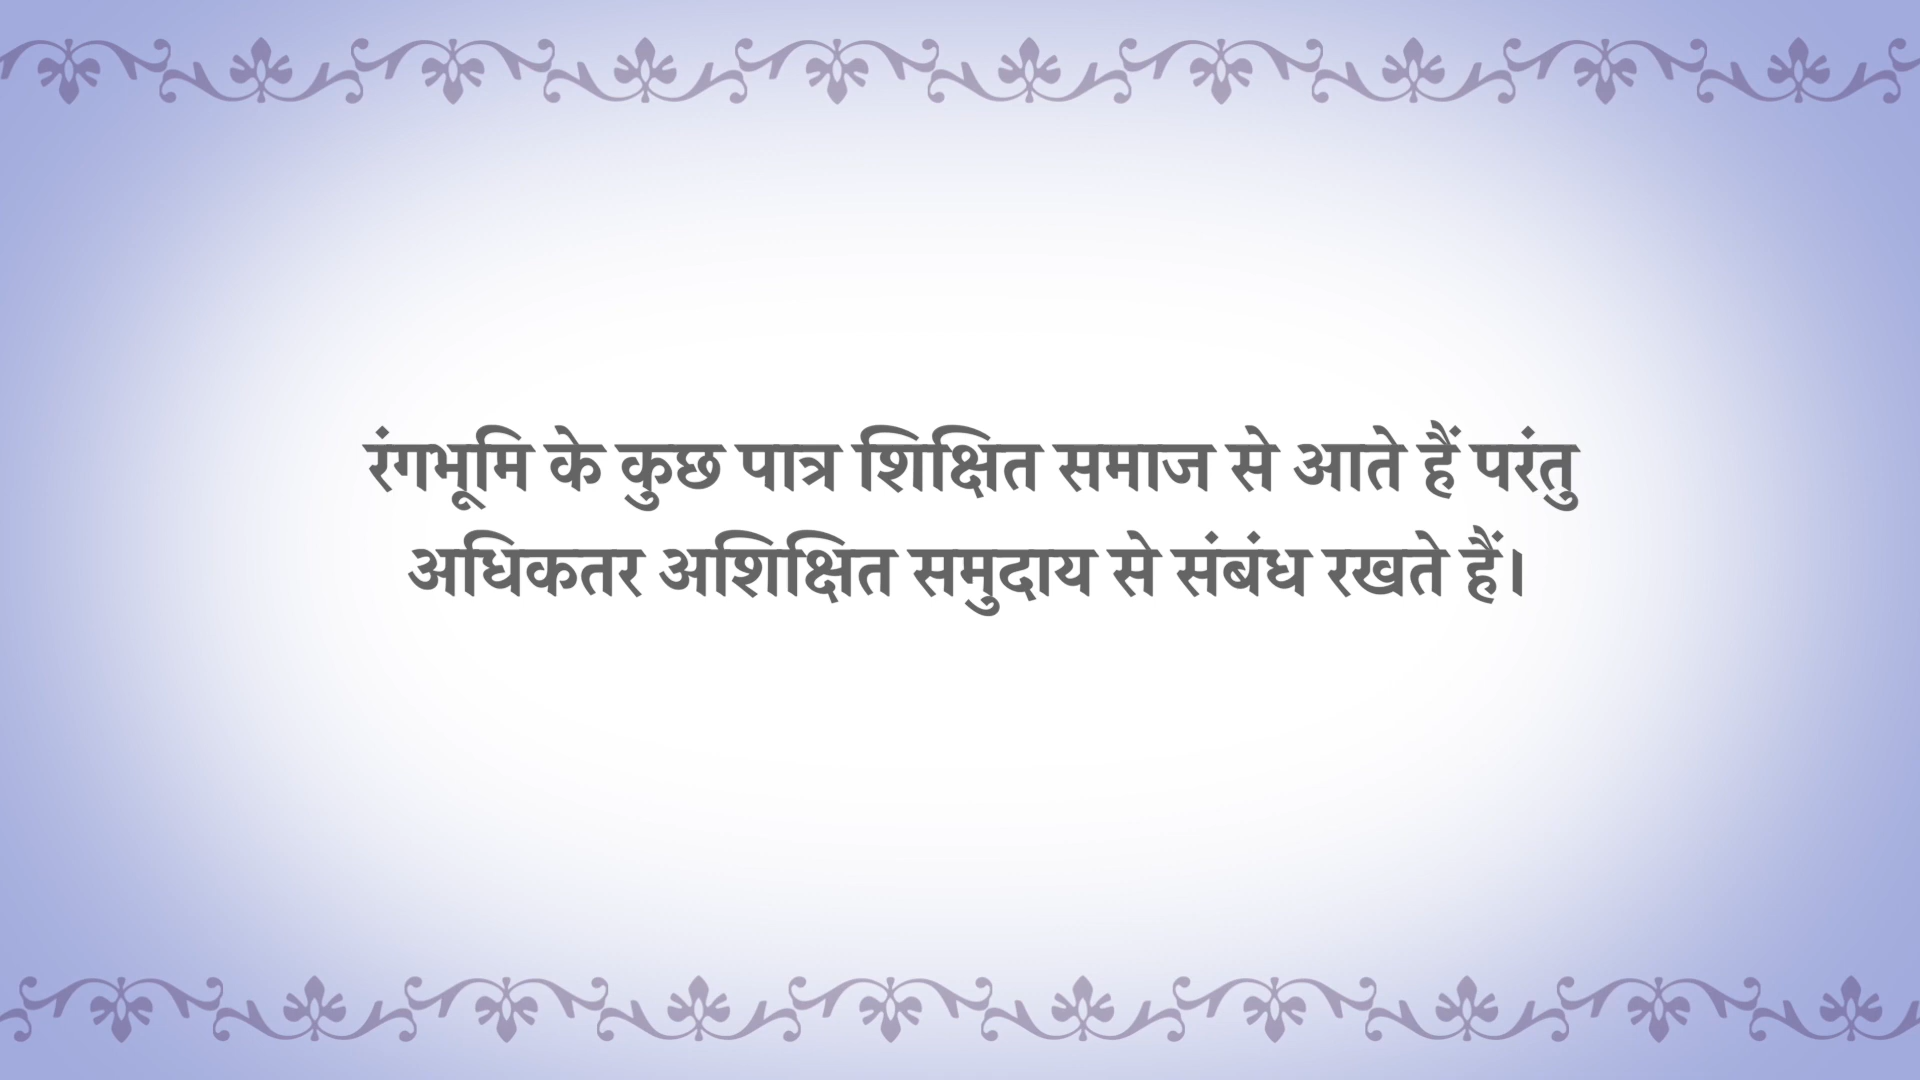 रंगभूमि के कुछ पात्र शिक्षित समाज से आते हैं परंतु
अधिकतर अशिक्षित समुदाय से संबंध रखते हैं।